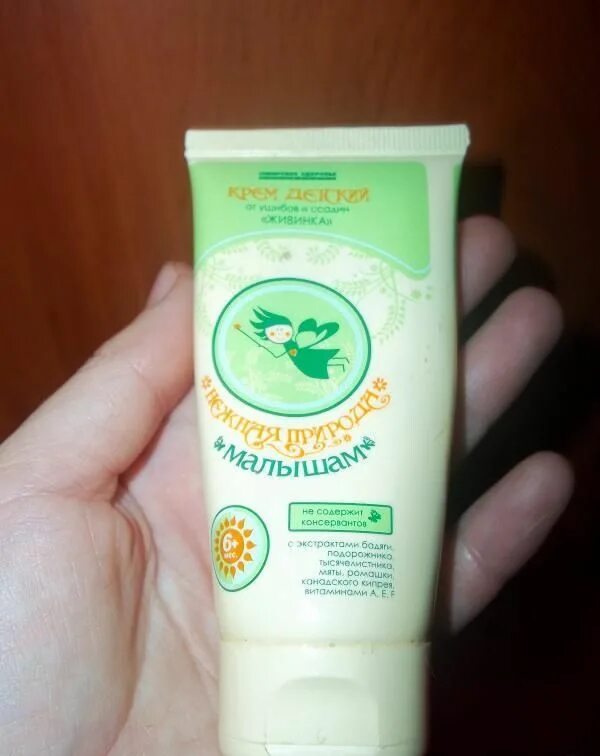 СИБИРСКОЕ ЗДОРОВЬЕ
КРЕМ ДЕТСКИЙ
от ушибов и ссадин
«ЖИВИНКА»
НЕЖНАЯ ПРИРОДА
МАЛЫШАМ
не содержит
консервантов
6+
мес.
с экстрактами бодяги,
подорожника,
тысячелистника,
мяты, ромашки,
канадского кипрея,
витаминами A, E, F